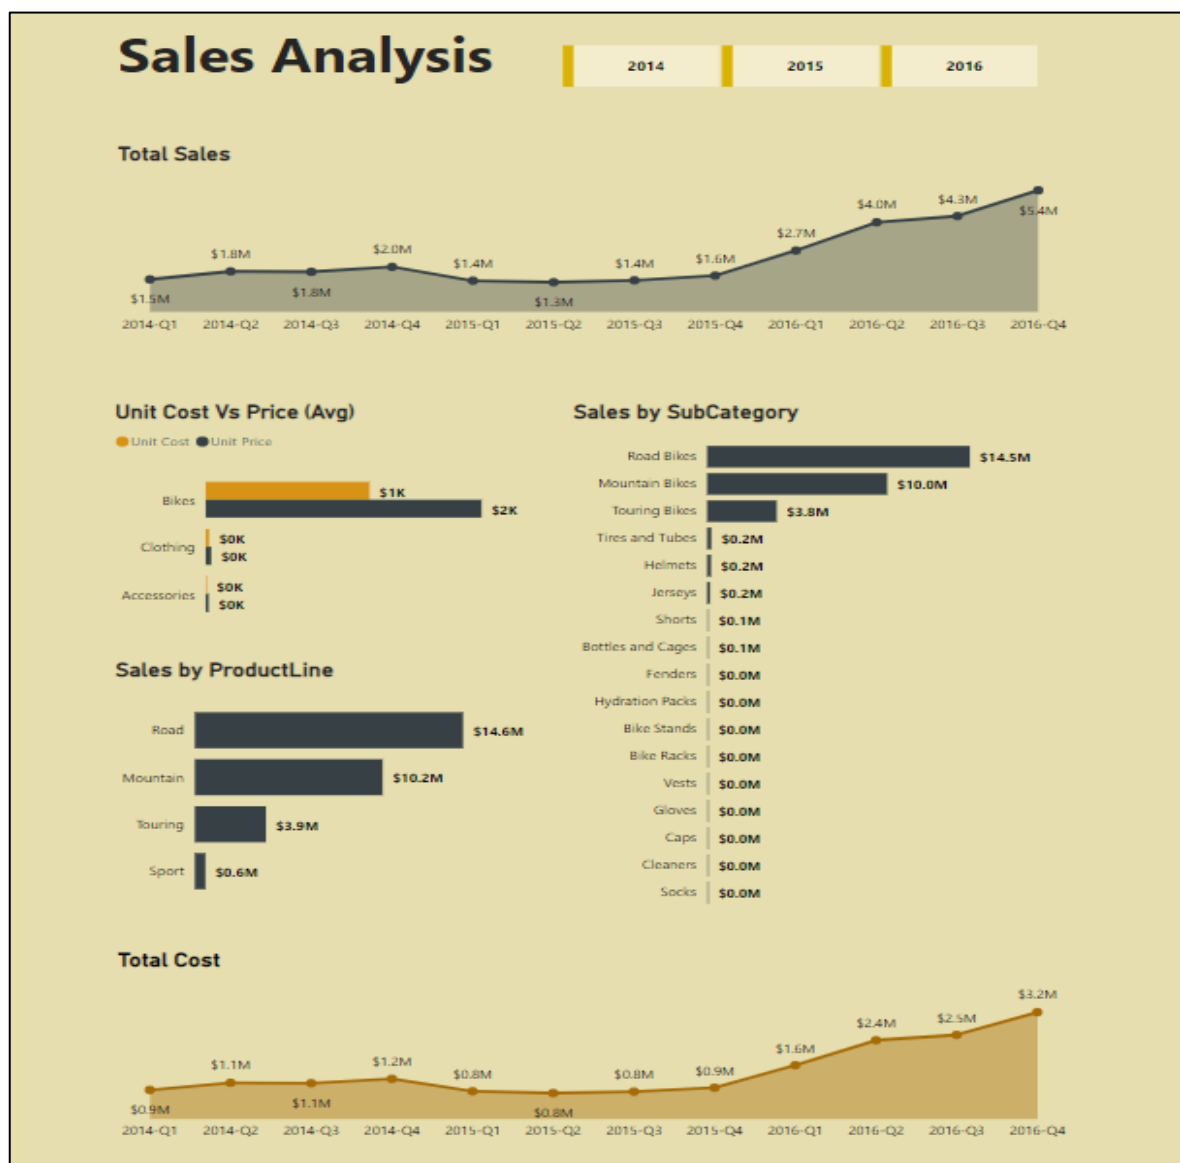 Sales Analysis
2014 2015 2016
Total Sales
$1.5M $1.8M $1.8M $2.0M $1.4M $1.3M $1.4M $1.6M $2.7M $4.0M $4.3M $5.4M
2014-Q1 2014-Q2 2014-Q3 2014-Q4 2015-Q1 2015-Q2 2015-Q3 2015-Q4 2016-Q1 2016-Q2 2016-Q3 2016-Q4
Unit Cost Vs Price (Avg)
Unit Cost Unit Price
Bikes $1K $2K
Clothing $0K $0K
Accessories $0K $0K
Sales by ProductLine
Road $14.6M
Mountain $10.2M
Touring $3.9M
Sport $0.6M
Sales by SubCategory
Road Bikes $14.5M
Mountain Bikes $10.0M
Touring Bikes $3.8M
Tires and Tubes $0.2M
Helmets $0.2M
Jerseys $0.2M
Shorts $0.1M
Bottles and Cages $0.1M
Fenders $0.0M
Hydration Packs $0.0M
Bike Stands $0.0M
Bike Racks $0.0M
Vests $0.0M
Gloves $0.0M
Caps $0.0M
Cleaners $0.0M
Socks $0.0M
Total Cost
$0.9M $1.1M $1.1M $1.2M $0.8M $0.8M $0.8M $0.9M $1.6M $2.4M $2.5M $3.2M
2014-Q1 2014-Q2 2014-Q3 2014-Q4 2015-Q1 2015-Q2 2015-Q3 2015-Q4 2016-Q1 2016-Q2 2016-Q3 2016-Q4